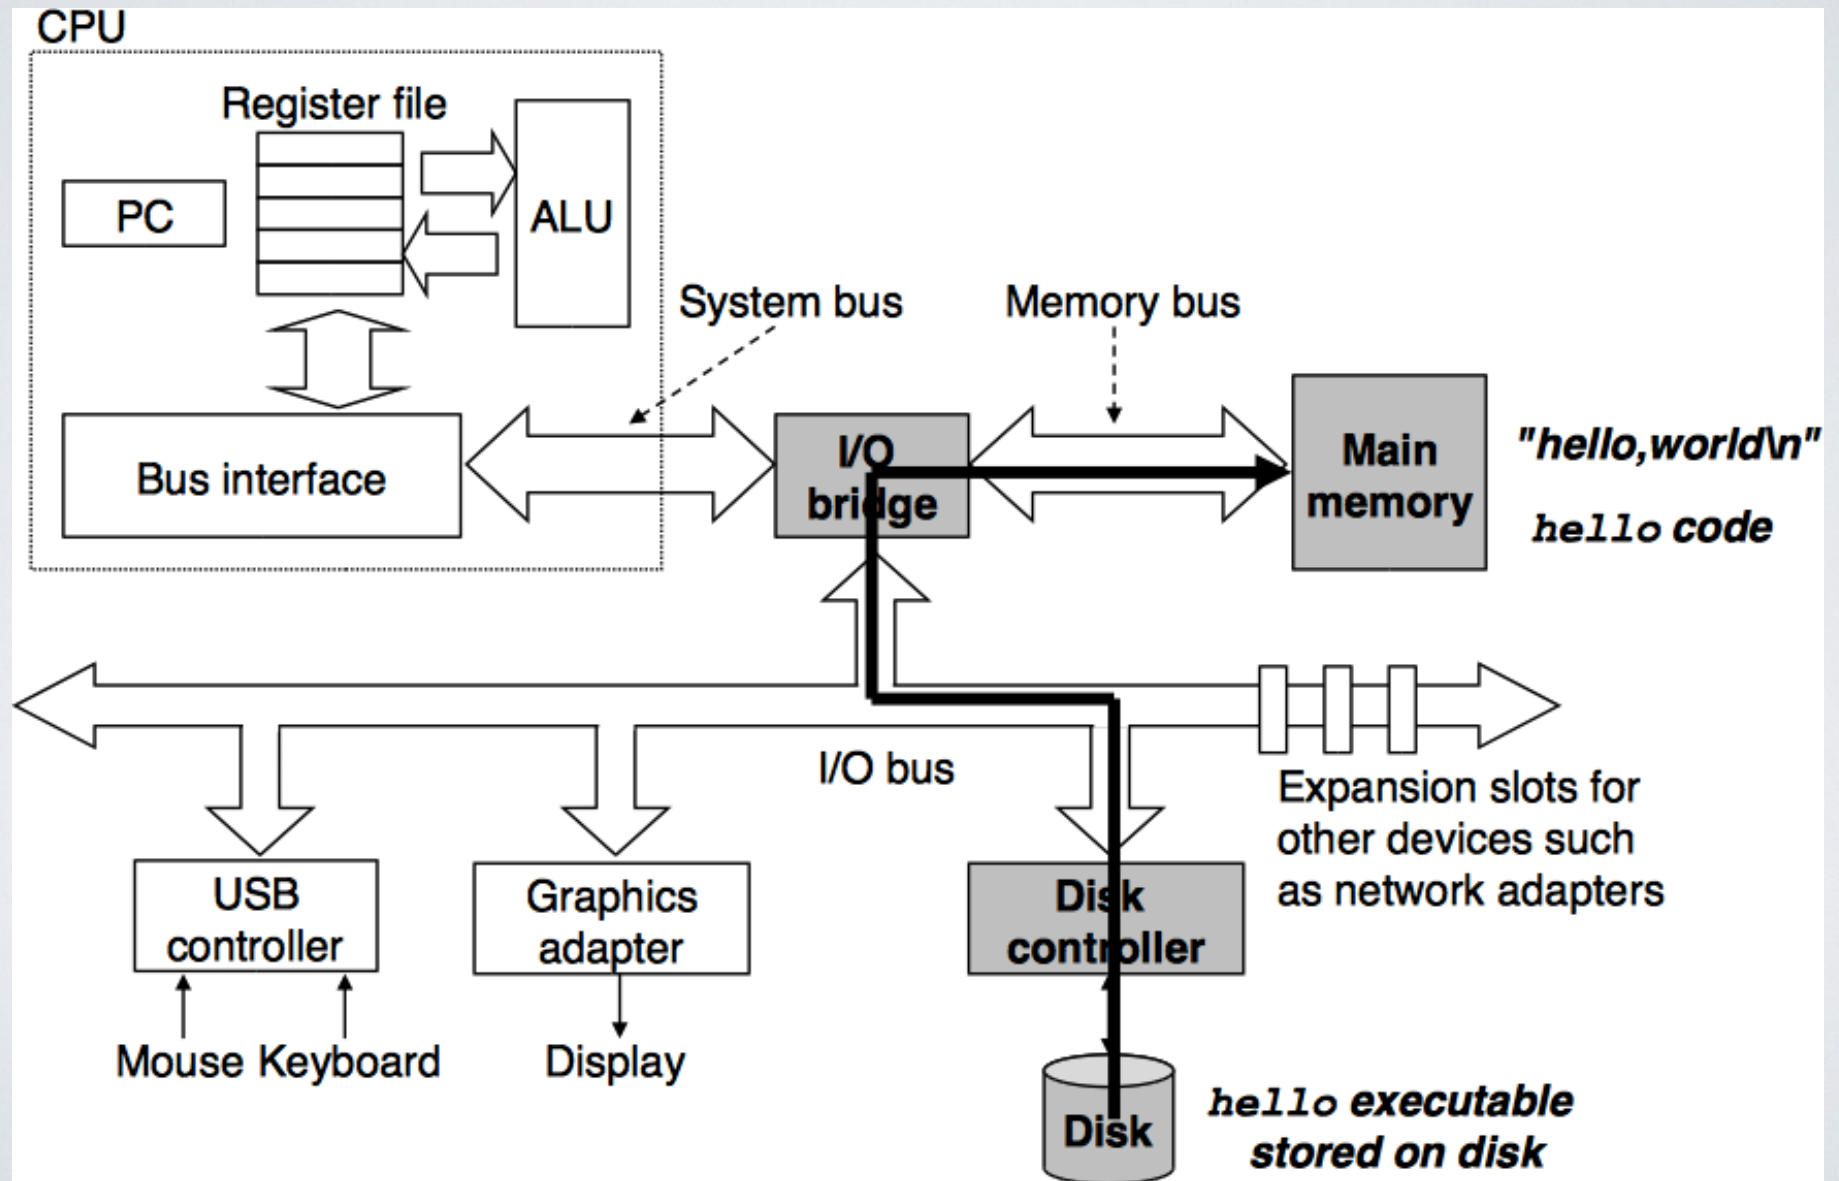 CPU
Register file
PC
ALU
System bus
Memory bus
Bus interface
I/O
bridge
Main
memory
"hello,world\n"
hello code
I/O bus
Expansion slots for
other devices such
as network adapters
USB
controller
Graphics
adapter
Disk
controller
Mouse
Keyboard
Display
Disk
hello executable
stored on disk